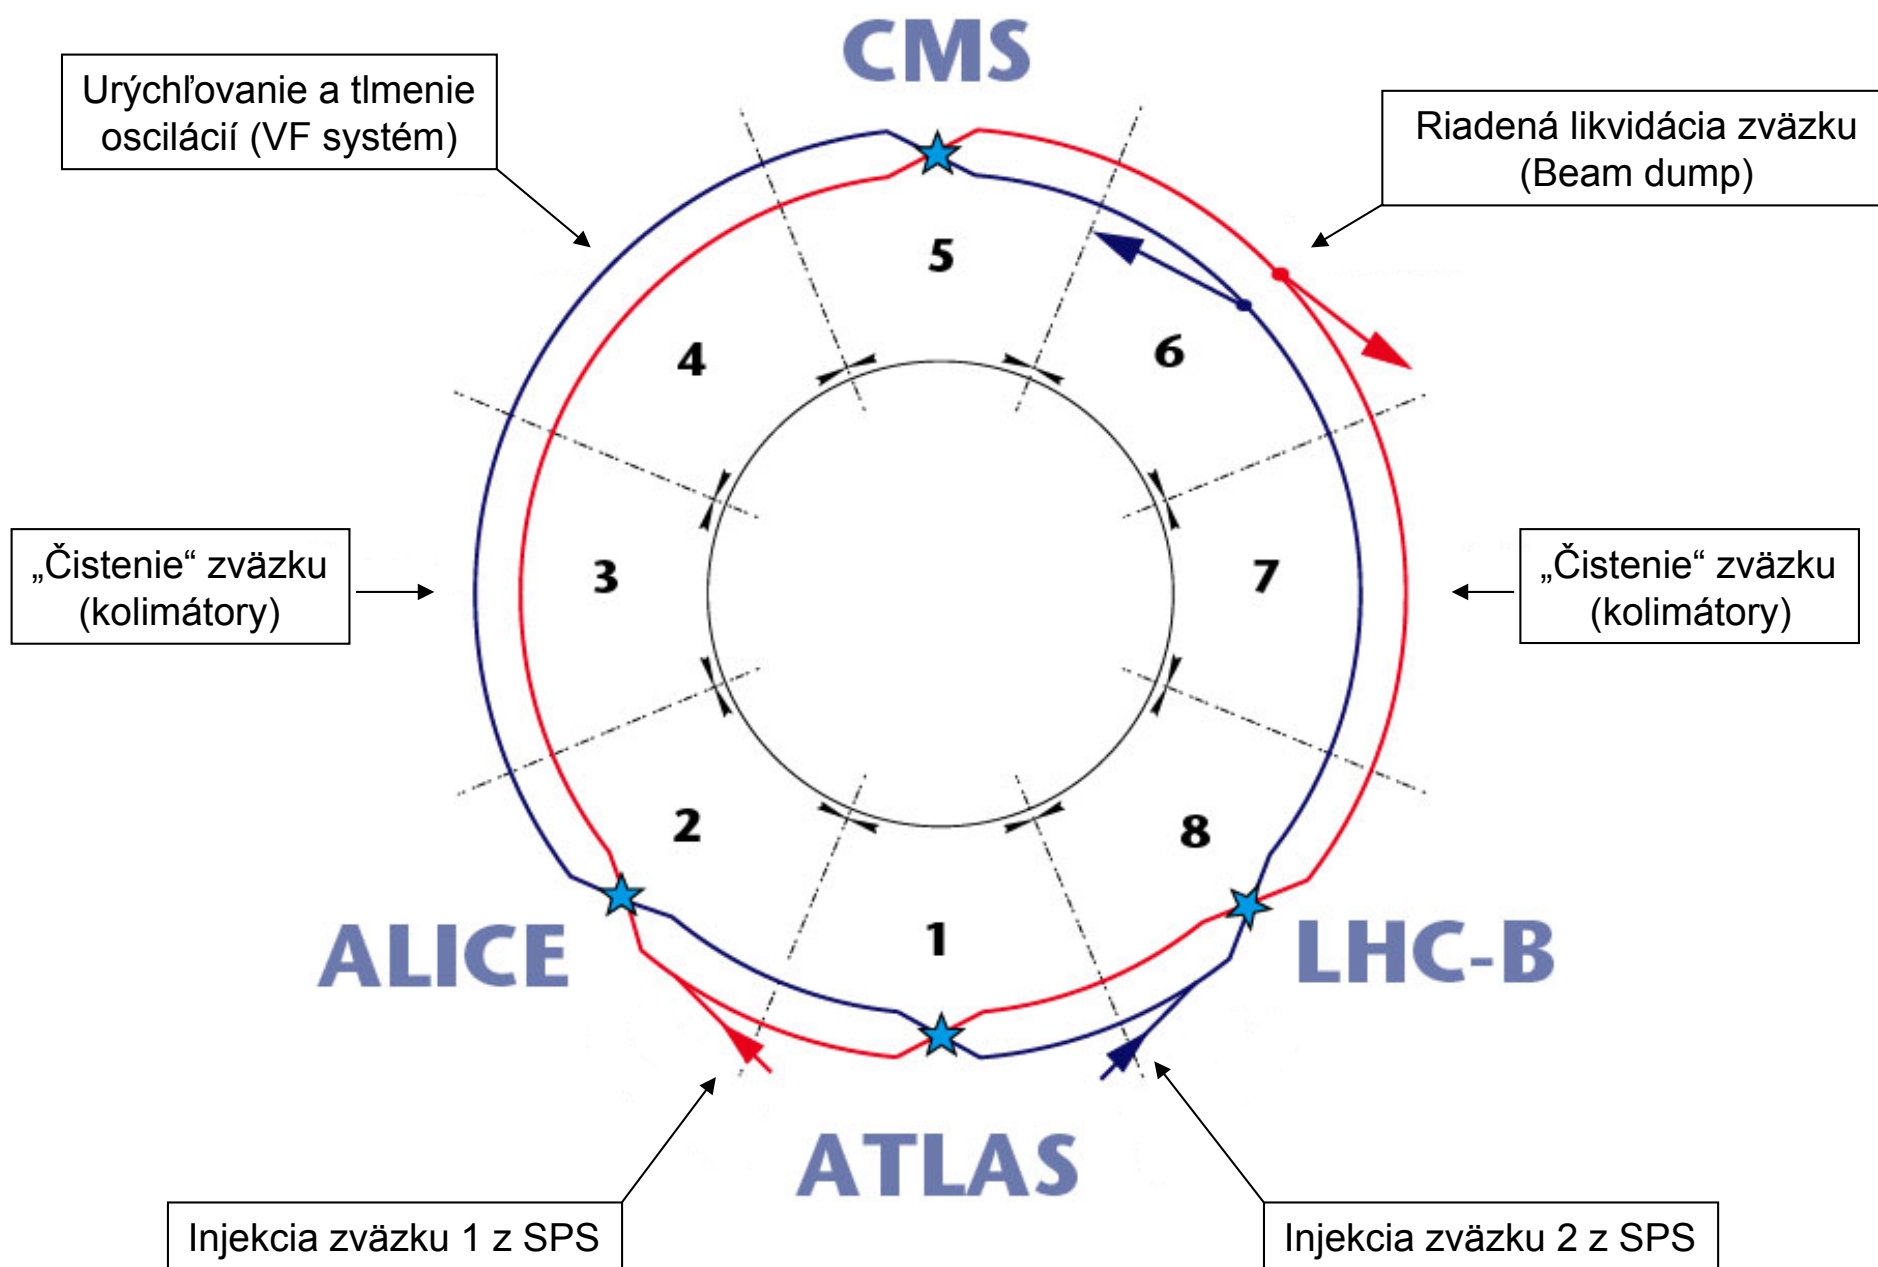 CMS
Urýchľovanie a tlmenie
oscilácií (VF systém)
Riadená likvidácia zväzku
(Beam dump)
5
4
6
„Čistenie“ zväzku
(kolimátory)
3
7
„Čistenie“ zväzku
(kolimátory)
2
8
1
ALICE
LHC-B
ATLAS
Injekcia zväzku 1 z SPS
Injekcia zväzku 2 z SPS